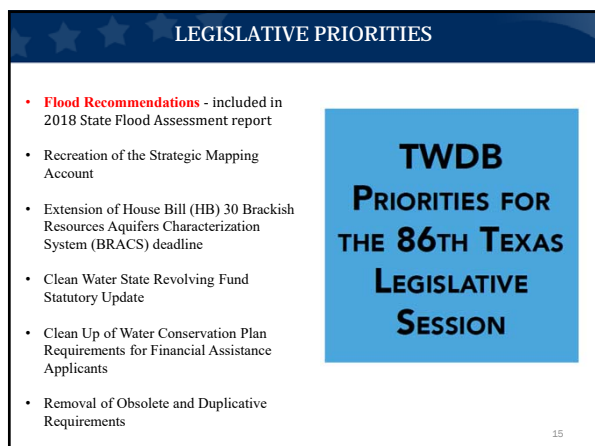 LEGISLATIVE PRIORITIES
• Flood Recommendations - included in
2018 State Flood Assessment report
• Recreation of the Strategic Mapping
Account
• Extension of House Bill (HB) 30 Brackish
Resources Aquifers Characterization
System (BRACS) deadline
• Clean Water State Revolving Fund
Statutory Update
• Clean Up of Water Conservation Plan
Requirements for Financial Assistance
Applicants
• Removal of Obsolete and Duplicative
Requirements
TWDB
PRIORITIES FOR
THE 86TH TEXAS
LEGISLATIVE
SESSION
15